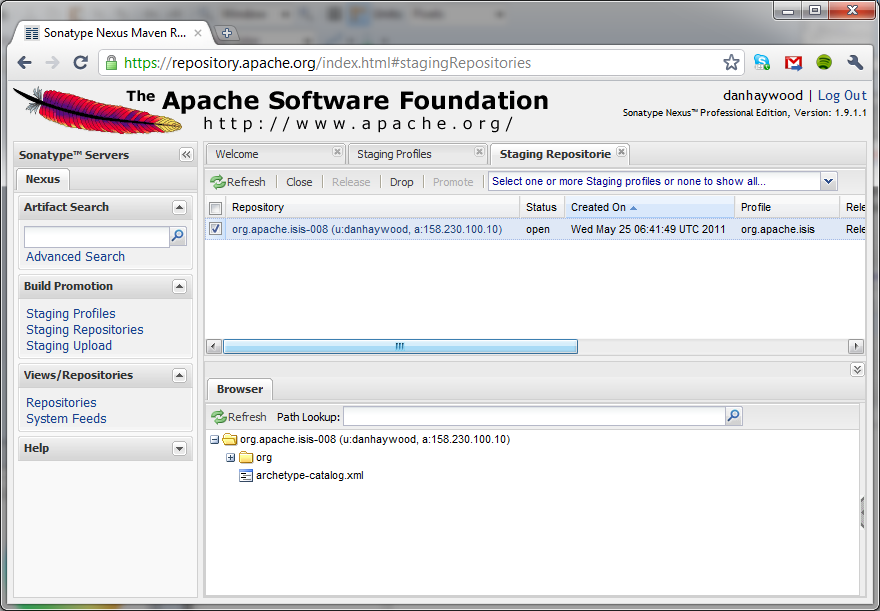 Sonatype Nexus Maven R...
https://repository.apache.org/index.html#stagingRepositories
The Apache Software Foundation
http://www.apache.org/
danhaywood | Log Out
Sonatype Nexus™ Professional Edition, Version: 1.9.1.1
Sonatype™ Servers
Nexus
Artifact Search
Advanced Search
Build Promotion
Staging Profiles
Staging Repositories
Staging Upload
Views/Repositories
Repositories
System Feeds
Help
Welcome Staging Profiles Staging Repositorie
Refresh Close Release Drop Promote Select one or more Staging profiles or none to show all...
Repository Status Created On Profile Rele
org.apache.isis-008 (u:danhaywood, a:158.230.100.10) open Wed May 25 06:41:49 UTC 2011 org.apache.isis Rele
Browser
Refresh Path Lookup:
org.apache.isis-008 (u:danhaywood, a:158.230.100.10)
org
archetype-catalog.xml